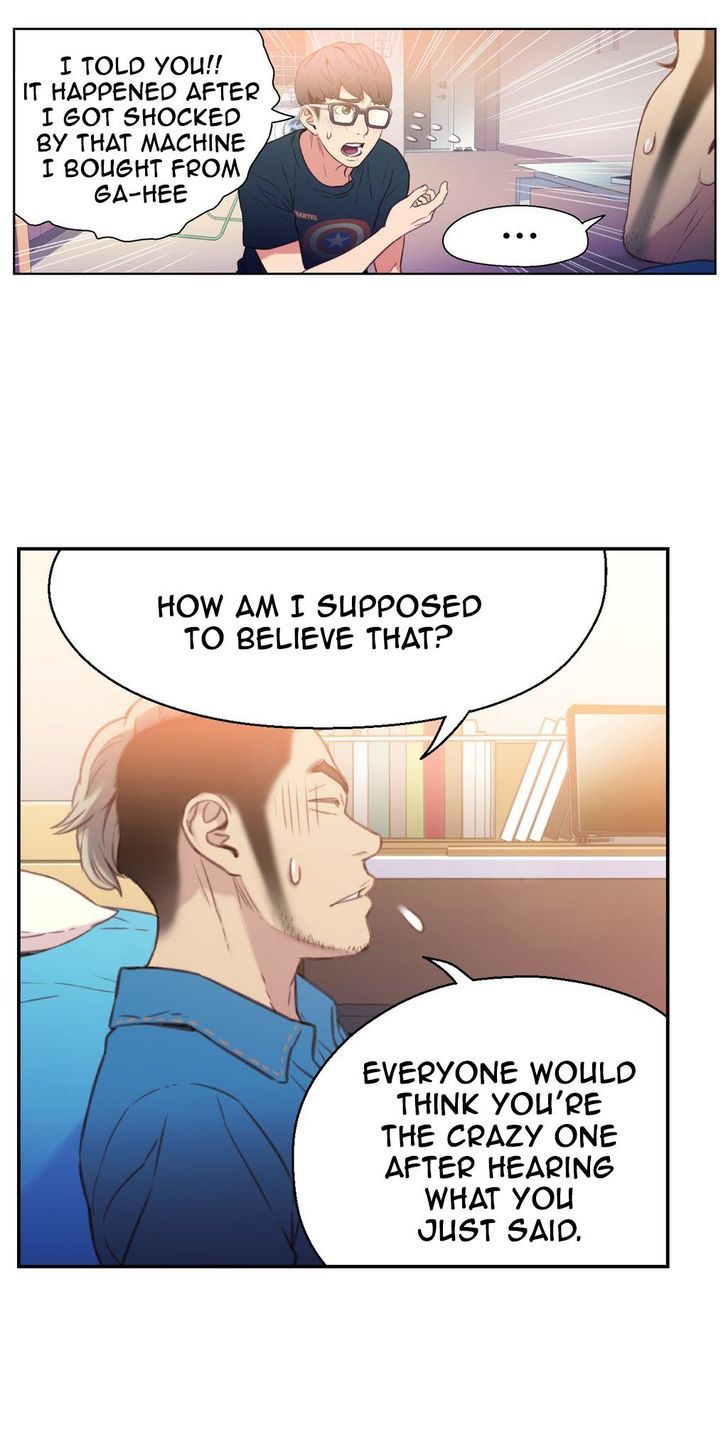 I TOLD YOU!!
IT HAPPENED AFTER
I GOT SHOCKED
BY THAT MACHINE
I BOUGHT FROM
GA-HEE
MARTEL
...
HOW AM I SUPPOSED
TO BELIEVE THAT?
EVERYONE WOULD
THINK YOU'RE
THE CRAZY ONE
AFTER HEARING
WHAT YOU
JUST SAID.